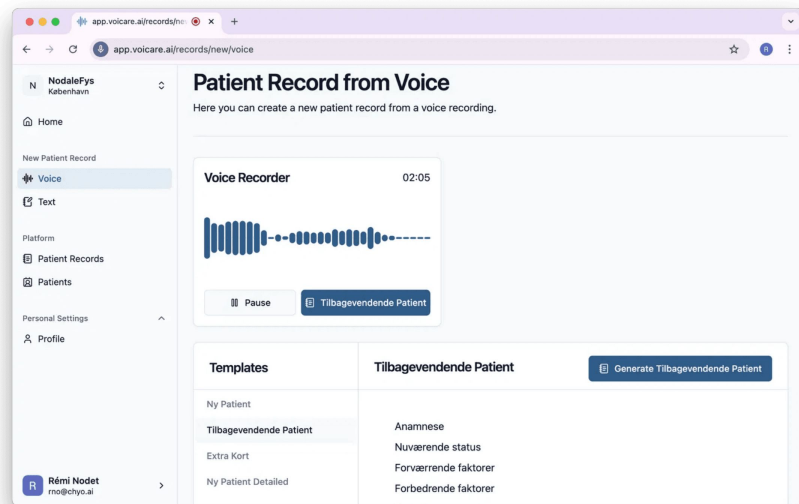 app.voicare.ai/records/ne
app.voicare.ai/records/new/voice
R
N
NodaleFys
København
Home
New Patient Record
Voice
Text
Platform
Patient Records
Patients
Personal Settings
Profile
R
Rémi Nodet
rno@chyo.ai
Patient Record from Voice
Here you can create a new patient record from a voice recording.
Voice Recorder
02:05
Pause
Tilbagevendende Patient
Templates
Ny Patient
Tilbagevendende Patient
Extra Kort
Ny Patient Detailed
Tilbagevendende Patient
Generate Tilbagevendende Patient
Anamnese
Nuværende status
Forværrende faktorer
Forbedrende faktorer